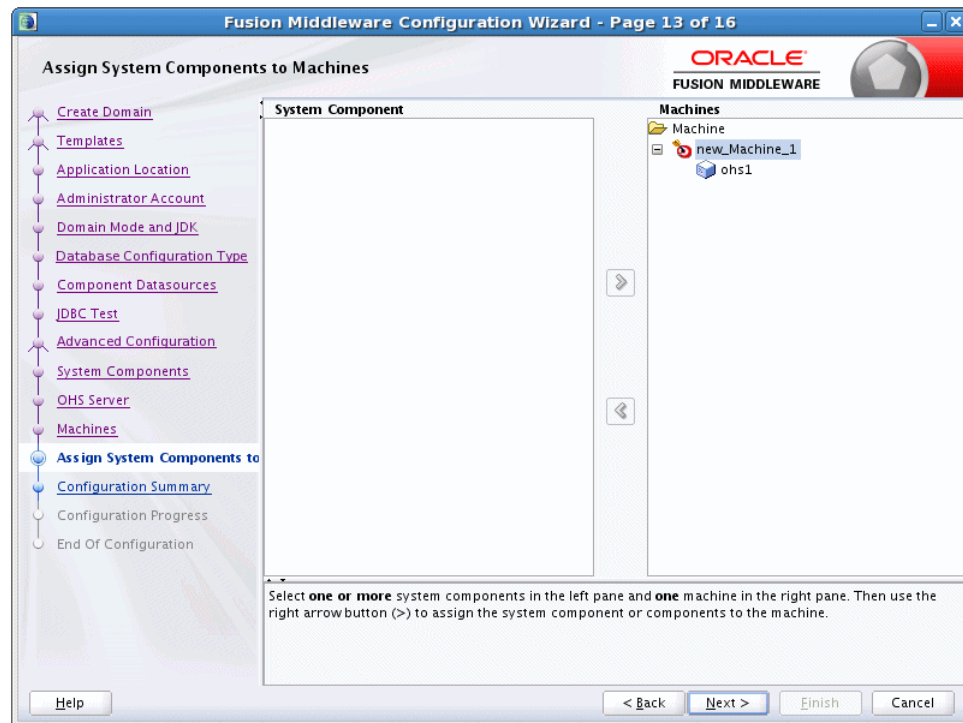 Fusion Middleware Configuration Wizard - Page 13 of 16
Assign System Components to Machines
ORACLE
FUSION MIDDLEWARE
Create Domain
Templates
Application Location
Administrator Account
Domain Mode and JDK
Database Configuration Type
Component Datasources
JDBC Test
Advanced Configuration
System Components
OHS Server
Machines
Assign System Components to
Configuration Summary
Configuration Progress
End Of Configuration
System Component
Machines
Machine
new_Machine_1
ohs1
Select one or more system components in the left pane and one machine in the right pane. Then use the
right arrow button (>) to assign the system component or components to the machine.
Help
< Back
Next >
Finish
Cancel